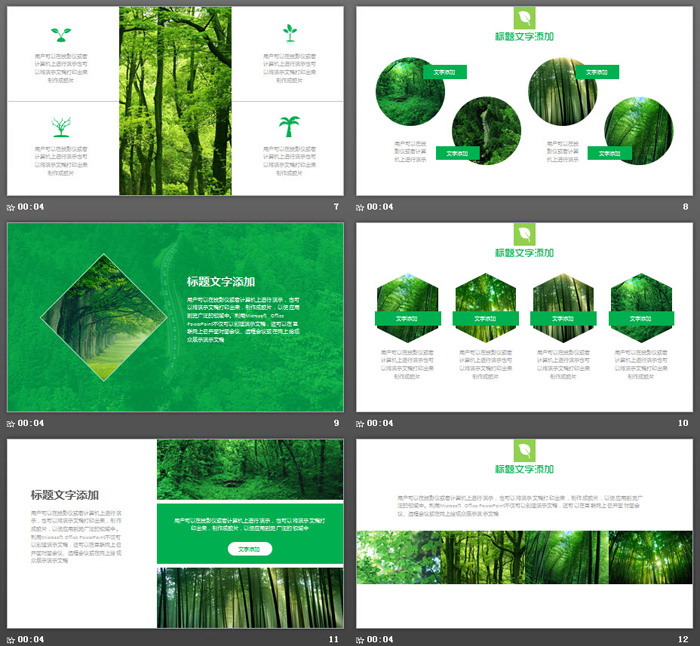 用户可以在投影仪或者
计算机上进行演示也可
以将演示文稿打印出来
制作成胶片
用户可以在投影仪或者
计算机上进行演示也可
以将演示文稿打印出来
制作成胶片
用户可以在投影仪或者
计算机上进行演示也可
以将演示文稿打印出来
制作成胶片
用户可以在投影仪或者
计算机上进行演示也可
以将演示文稿打印出来
制作成胶片
00:04
7
标题文字添加
文字添加
文字添加
文字添加
文字添加
用户可以在投
影仪或者计算
机上进行演示
用户可以在投
影仪或者计算
机上进行演示
00:04
8
标题文字添加
用户可以在投影仪或者计算机上进行演示,也可
以将演示文稿打印出来,制作成胶片,以便应用
到更广泛的领域中。利用Microsoft Office
PowerPoint不仅可以创建演示文稿,还可以在互
联网上召开面对面会议、远程会议或在网上给观
众展示演示文稿
00:04
9
标题文字添加
文字添加
文字添加
文字添加
文字添加
用户可以在投影仪或者
计算机上进行演示也可
以将演示文稿打印出来
制作成胶片
用户可以在投影仪或者
计算机上进行演示也可
以将演示文稿打印出来
制作成胶片
用户可以在投影仪或者
计算机上进行演示也可
以将演示文稿打印出来
制作成胶片
用户可以在投影仪或者
计算机上进行演示也可
以将演示文稿打印出来
制作成胶片
00:04
10
标题文字添加
用户可以在投影仪或者计算机上进行演
示,也可以将演示文稿打印出来,制作
成胶片,以便应用到更广泛的领域中。
利用Microsoft Office PowerPoint不仅可
以创建演示文稿,还可以在互联网上召
开面对面会议、远程会议或在网上给观
众展示演示文稿
用户可以在投影仪或者计算机上进行演示,也可以将演示文稿打
印出来,制作成胶片,以便应用到更广泛的领域中
文字添加
00:04
11
标题文字添加
用户可以在投影仪或者计算机上进行演示,也可以将演示文稿打印出来,制作成胶片,以便应用到更广
泛的领域中。利用Microsoft Office PowerPoint不仅可以创建演示文稿,还可以在互联网上召开面对面会
议、远程会议或在网上给观众展示演示文稿
00:04
12